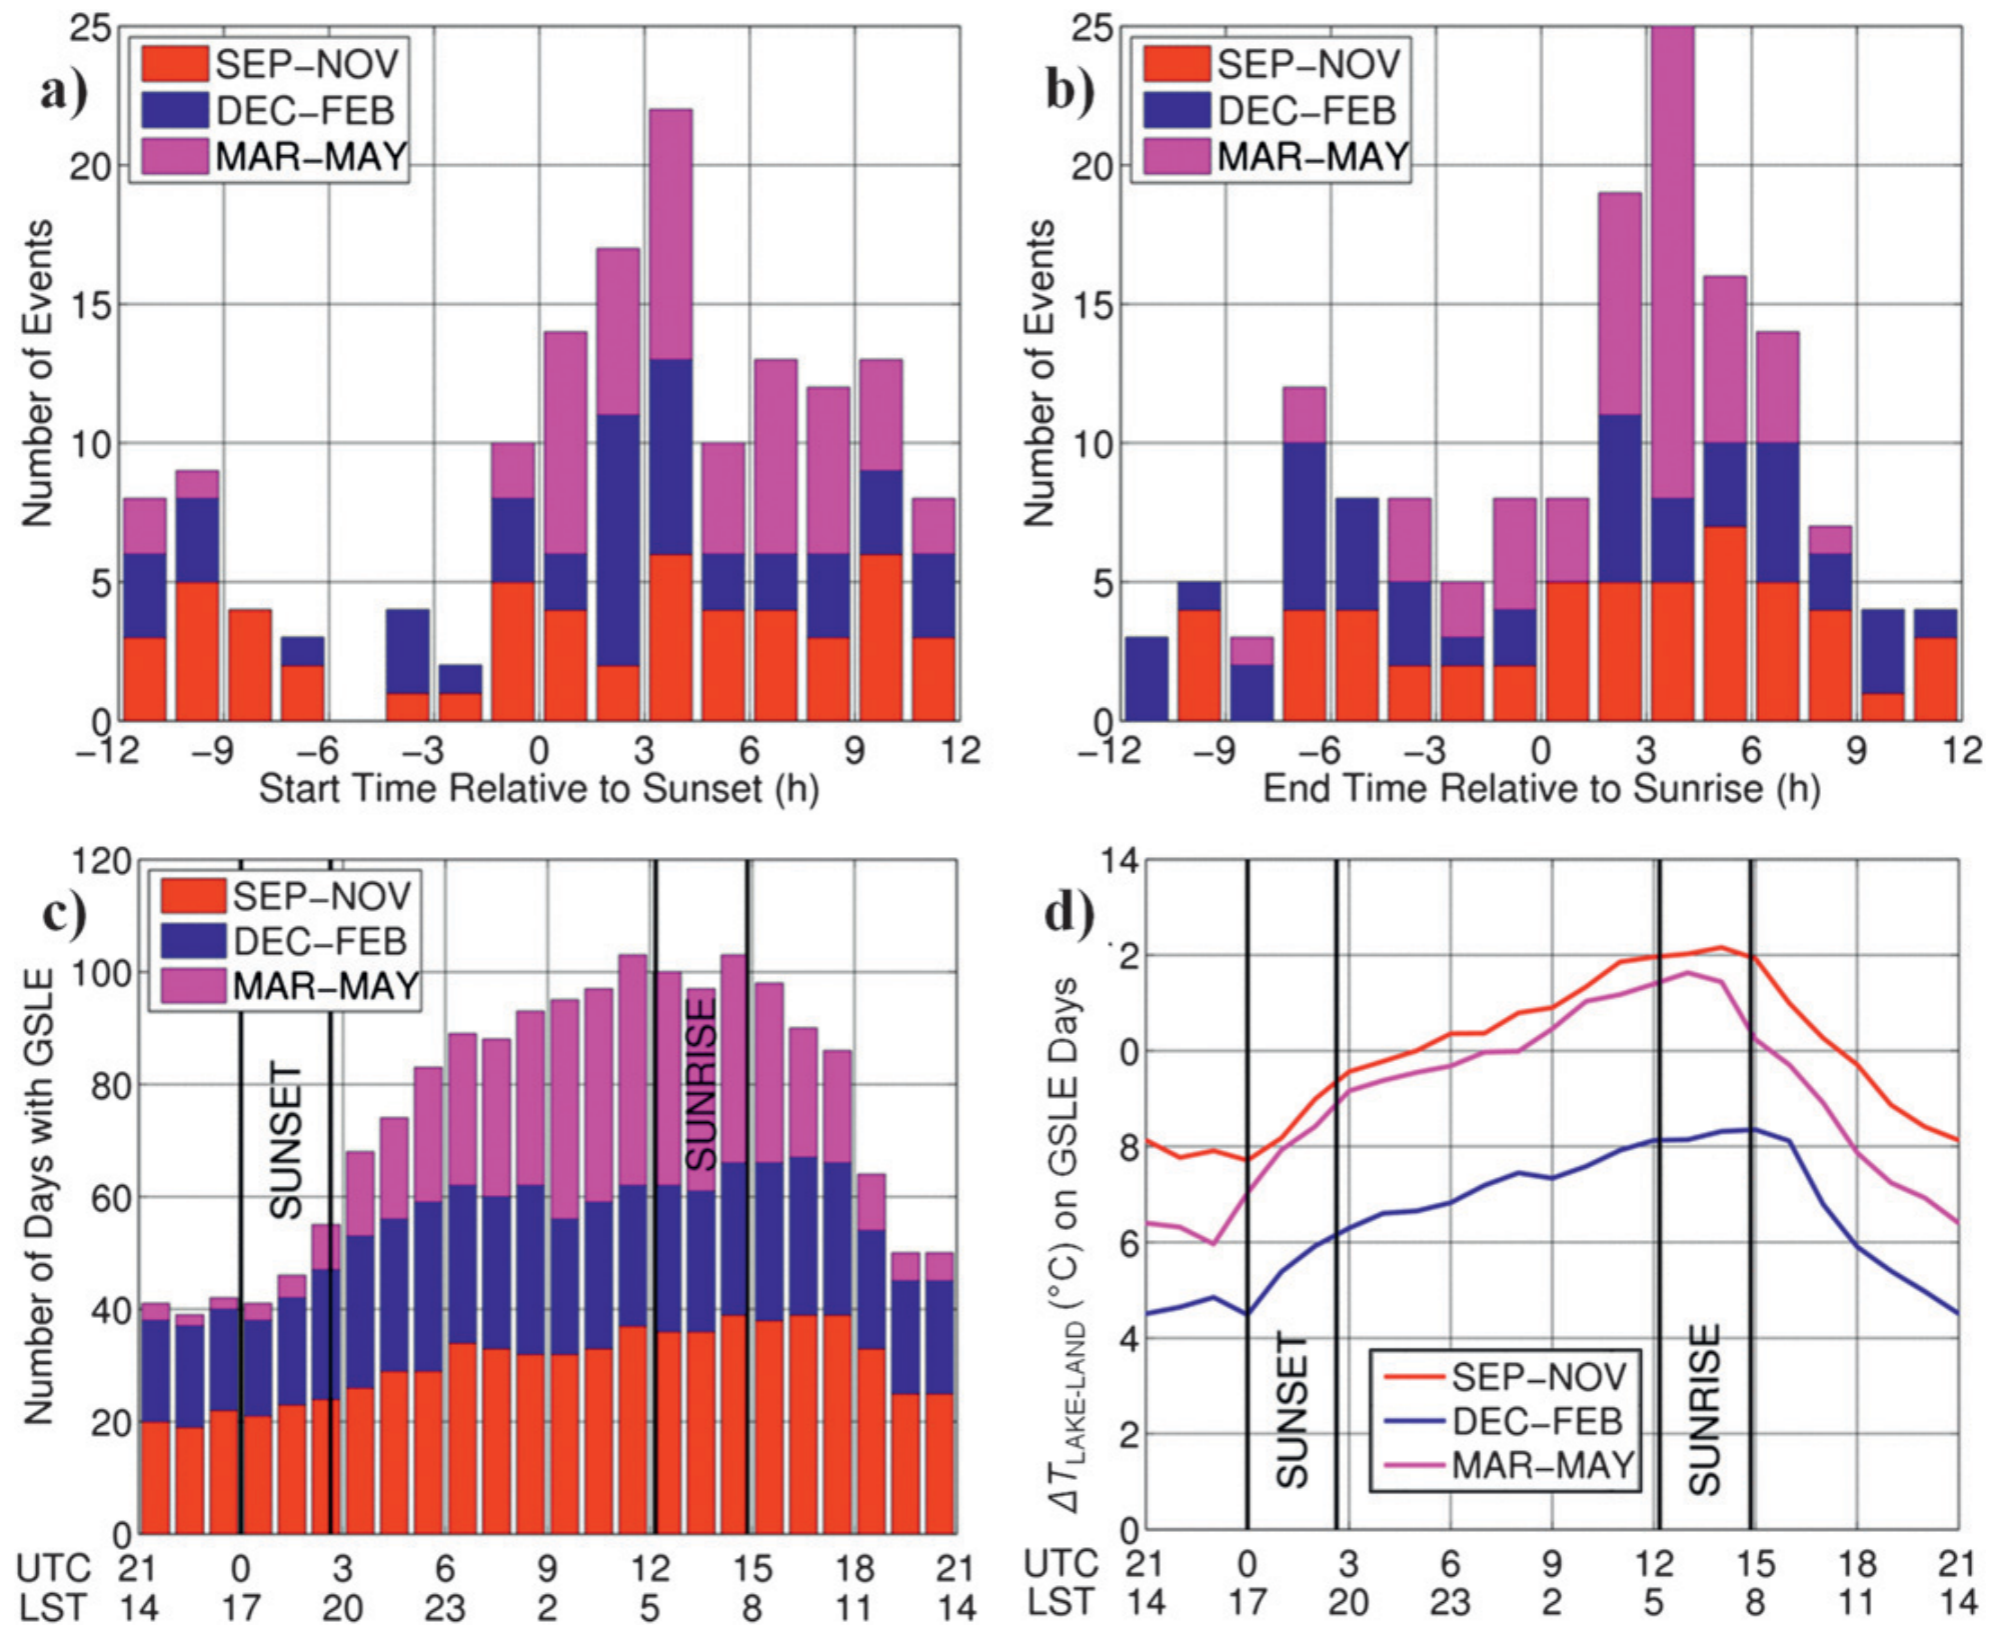 a)
25
20
15
10
5
0
Number of Events
SEP–NOV
DEC–FEB
MAR–MAY
−12 −9 −6 −3 0 3 6 9 12
Start Time Relative to Sunset (h)
b)
25
20
15
10
5
0
Number of Events
SEP–NOV
DEC–FEB
MAR–MAY
−12 −9 −6 −3 0 3 6 9 12
End Time Relative to Sunrise (h)
c)
120
100
80
60
40
20
0
Number of Days with GSLE
SEP–NOV
DEC–FEB
MAR–MAY
SUNSET
SUNRISE
UTC 21 0 3 6 9 12 15 18 21
LST 14 17 20 23 2 5 8 11 14
d)
14
2
0
8
6
4
2
0
ΔT LAKE-LAND (°C) on GSLE Days
SUNSET
SEP–NOV
DEC–FEB
MAR–MAY
SUNRISE
UTC 21 0 3 6 9 12 15 18 21
LST 14 17 20 23 2 5 8 11 14